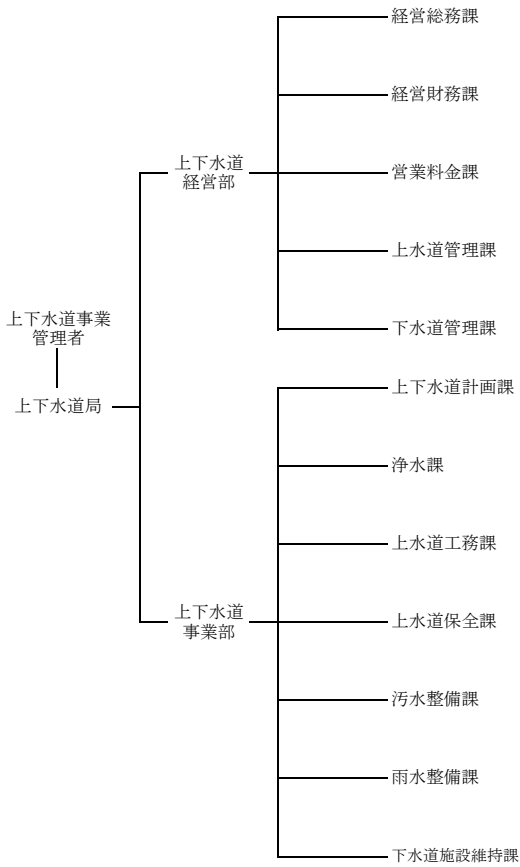 上下水道事業
管理者
上下水道局
上下水道
経営部
経営総務課
経営財務課
営業料金課
上水道管理課
下水道管理課
上下水道
事業部
上下水道計画課
浄水課
上水道工務課
上水道保全課
汚水整備課
雨水整備課
下水道施設維持課